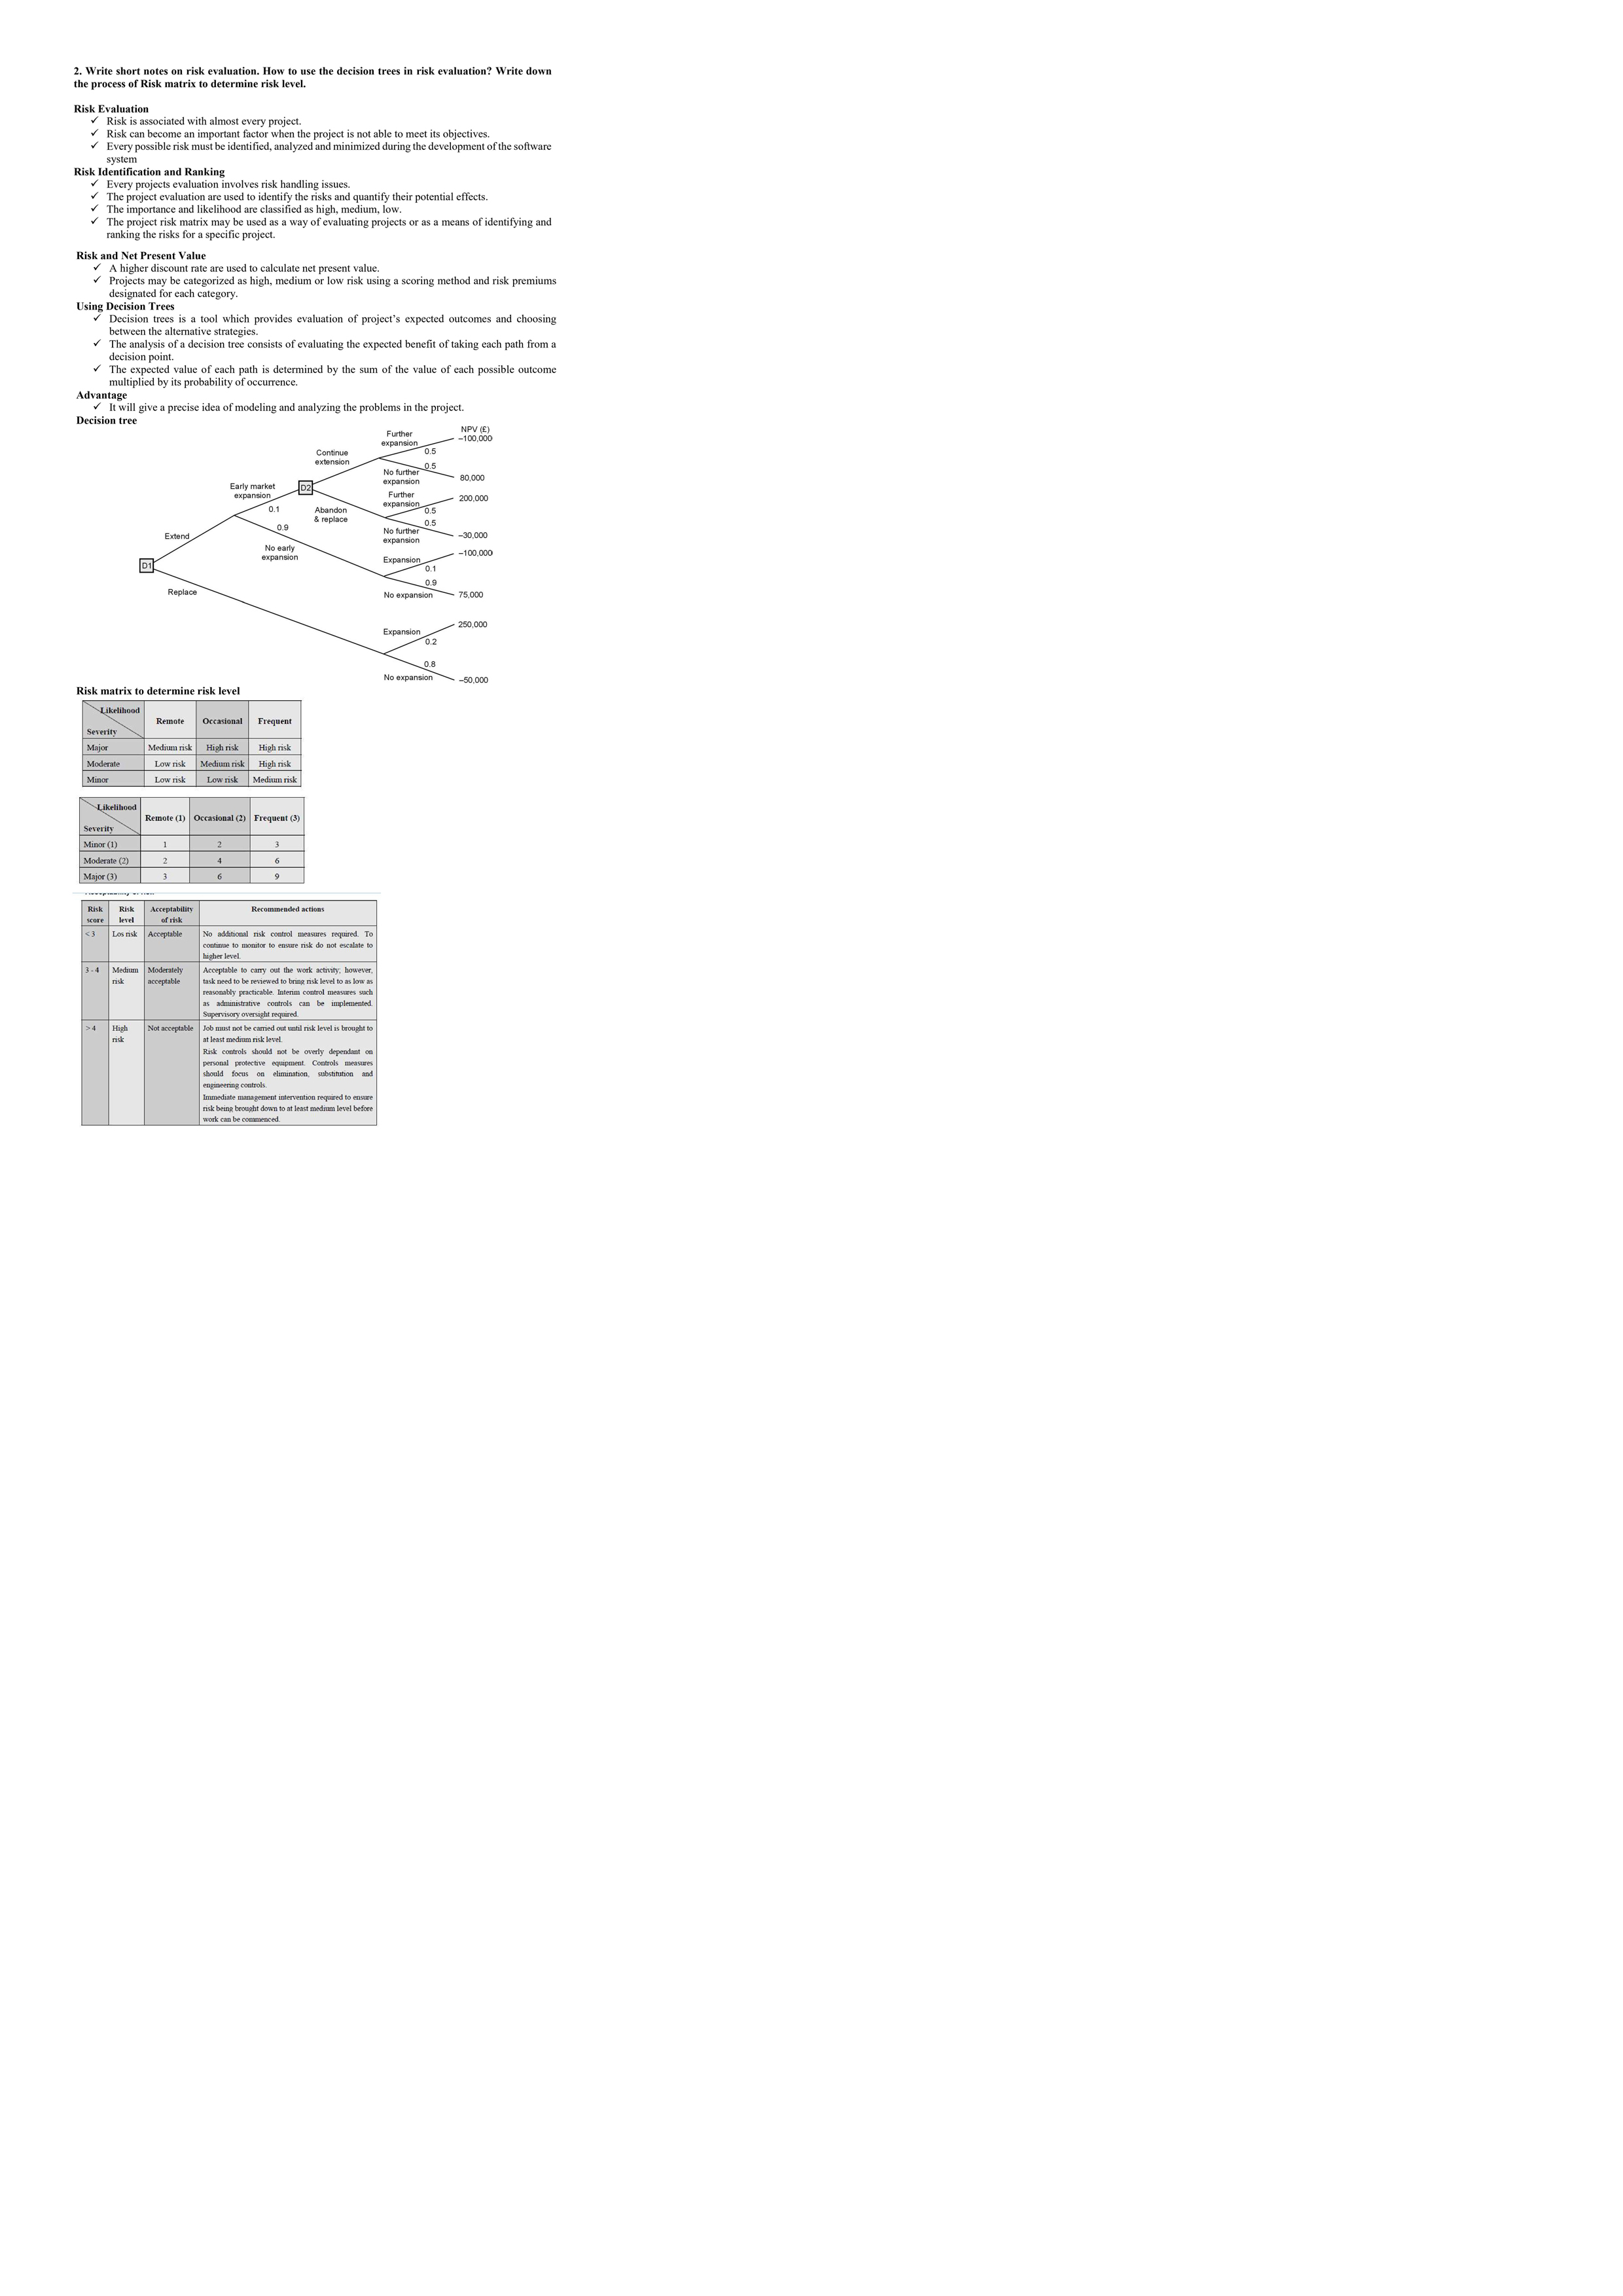 2. Write short notes on risk evaluation. How to use the decision trees in risk evaluation? Write down
the process of Risk matrix to determine risk level.
Risk Evaluation
✓ Risk is associated with almost every project.
✓ Risk can become an important factor when the project is not able to meet its objectives.
✓ Every possible risk must be identified, analyzed and minimized during the development of the software
system
Risk Identification and Ranking
✓ Every projects evaluation involves risk handling issues.
✓ The project evaluation are used to identify the risks and quantify their potential effects.
✓ The importance and likelihood are classified as high, medium, low.
✓ The project risk matrix may be used as a way of evaluating projects or as a means of identifying and
ranking the risks for a specific project.
Risk and Net Present Value
✓ A higher discount rate are used to calculate net present value.
✓ Projects may be categorized as high, medium or low risk using a scoring method and risk premiums
designated for each category.
Using Decision Trees
✓ Decision trees is a tool which provides evaluation of project's expected outcomes and choosing
between the alternative strategies.
✓ The analysis of a decision tree consists of evaluating the expected benefit of taking each path from a
decision point.
✓ The expected value of each path is determined by the sum of the value of each possible outcome
multiplied by its probability of occurrence.
Advantage
✓ It will give a precise idea of modeling and analyzing the problems in the project.
Decision tree
NPV (£)
Further
expansion
–100,000
0.5
Continue
extension
0.5
No further
expansion
80,000
Early market
expansion
D2
Further
expansion
200,000
0.1
Abandon
& replace
0.5
0.5
No further
expansion
–30,000
Extend
0.9
No early
expansion
Expansion
–100,000
0.1
D1
0.9
No expansion
75,000
Replace
Expansion
250,000
0.2
0.8
No expansion
–50,000
Risk matrix to determine risk level
Likelihood
Severity
Remote Occasional Frequent
Major Medium risk High risk High risk
Moderate Low risk Medium risk High risk
Minor Low risk Low risk Medium risk
Likelihood
Severity
Remote (1) Occasional (2) Frequent (3)
Minor (1) 1 2 3
Moderate (2) 2 4 6
Major (3) 3 6 9
Risk Risk Acceptability Recommended actions
score level of risk
< 3 Los risk Acceptable No additional risk control measures required. To
continue to monitor to ensure risk do not escalate to
higher level.
3 - 4 Medium Moderately Acceptable to carry out the work activity; however,
risk acceptable task need to be reviewed to bring risk level to as low as
reasonably practicable. Interim control measures such
as administrative controls can be implemented.
Supervisory oversight required.
> 4 High Not acceptable Job must not be carried out until risk level is brought to
risk at least medium risk level.
Risk controls should not be overly dependant on
personal protective equipment. Controls measures
should focus on elimination, substitution and
engineering controls.
Immediate management intervention required to ensure
risk being brought down to at least medium level before
work can be commenced.